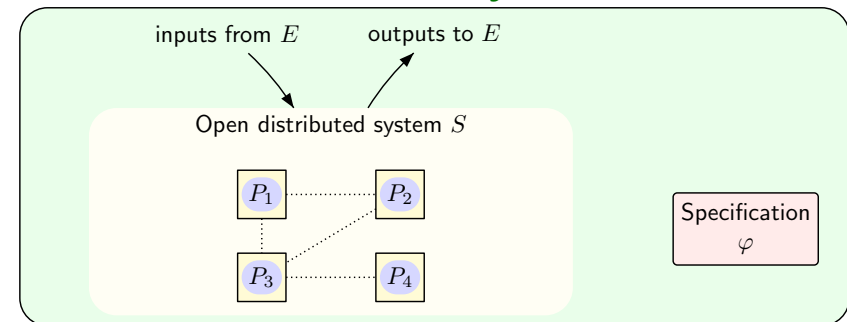 inputs from E
outputs to E
Open distributed system S
P₁
P₂
Specification
φ
P₃
P₄